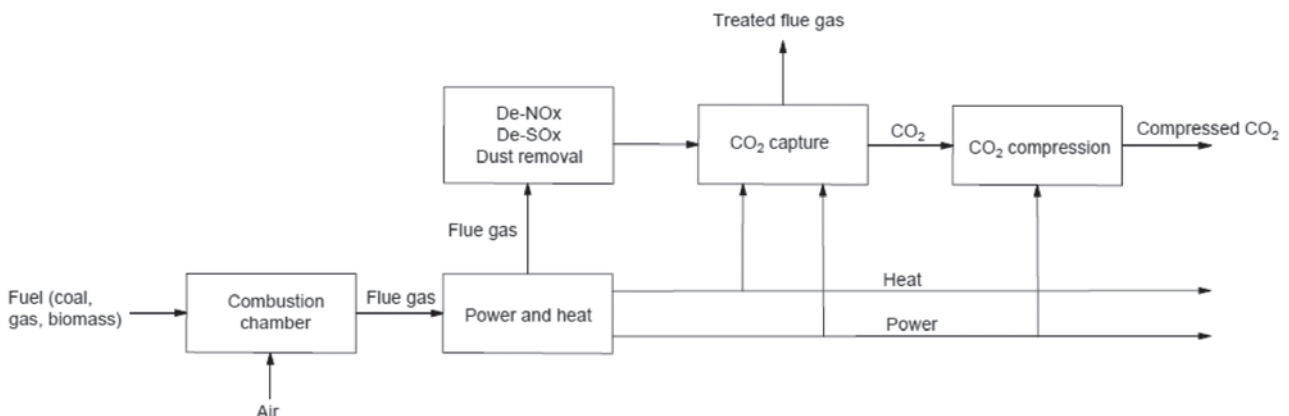 Treated flue gas
De-NOx
De-SOx
Dust removal
CO₂ capture
CO₂
CO₂ compression
Compressed CO₂
Flue gas
Fuel (coal,
gas, biomass)
Combustion
chamber
Flue gas
Power and heat
Heat
Power
Air